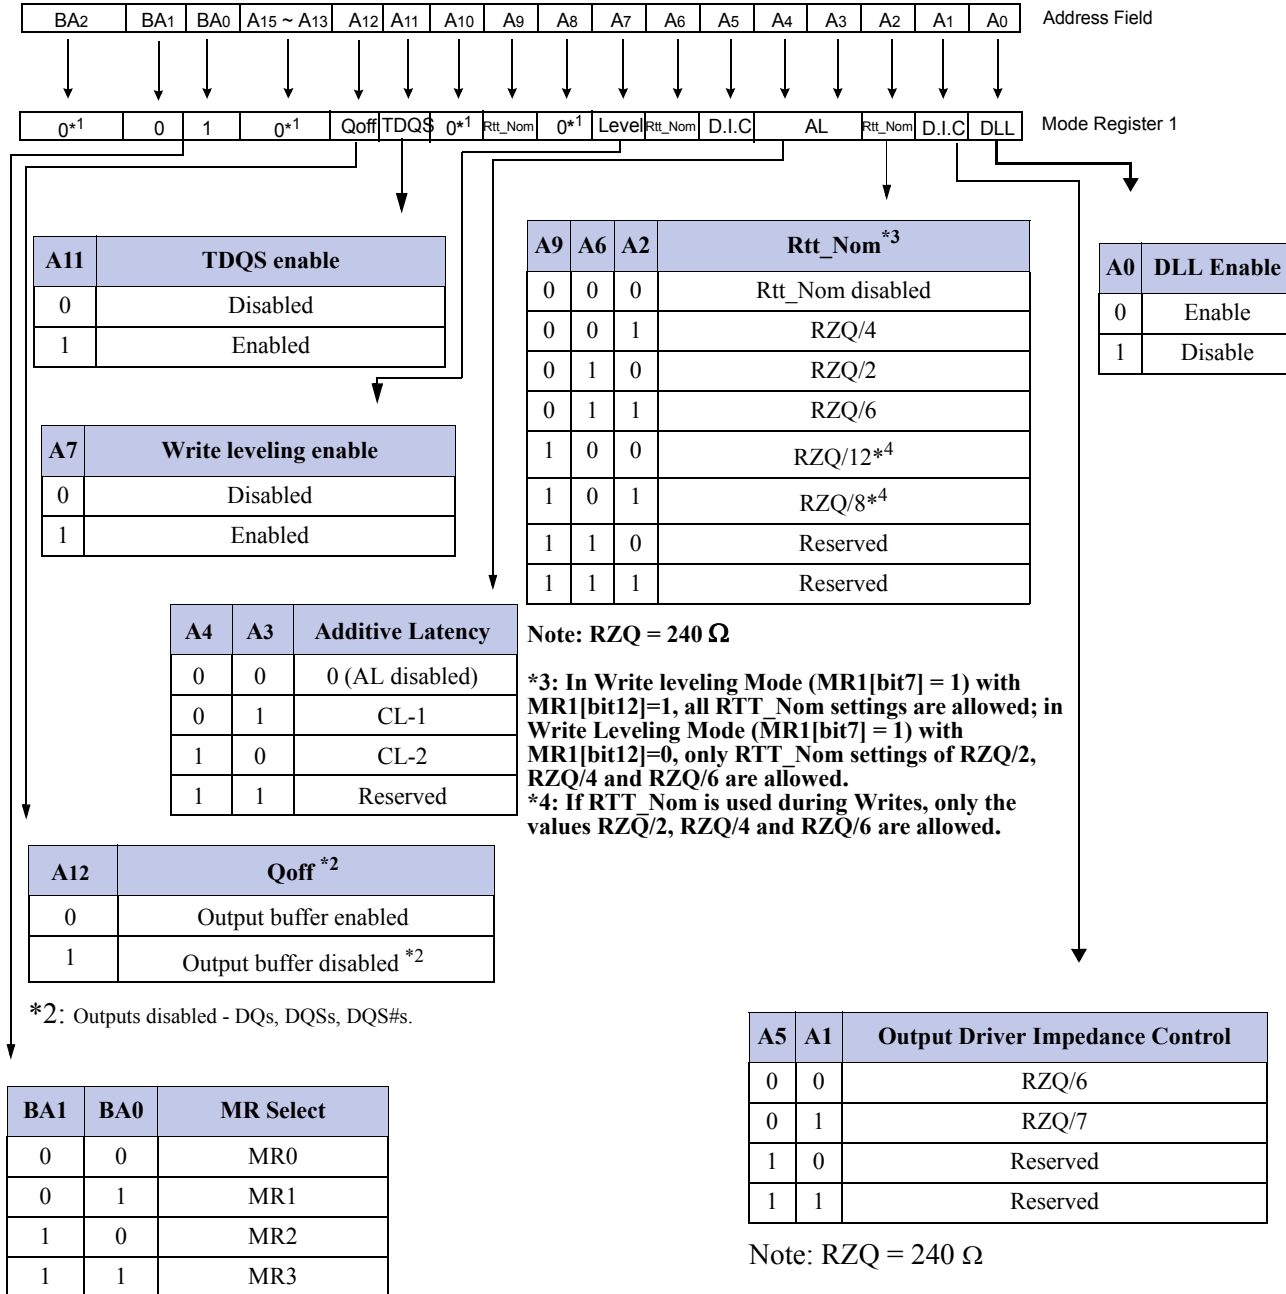 BA2 BA1 BA0 A15 ~ A13 A12 A11 A10 A9 A8 A7 A6 A5 A4 A3 A2 A1 A0 Address Field
0*1 0 1 0*1 Qoff TDQS 0*1 Rtt_Nom 0*1 Level Rtt_Nom D.I.C AL Rtt_Nom D.I.C DLL Mode Register 1
A11 TDQS enable
0 Disabled
1 Enabled
A9 A6 A2 Rtt_Nom*3
0 0 0 Rtt_Nom disabled
0 0 1 RZQ/4
0 1 0 RZQ/2
0 1 1 RZQ/6
1 0 0 RZQ/12*4
1 0 1 RZQ/8*4
1 1 0 Reserved
1 1 1 Reserved
A0 DLL Enable
0 Enable
1 Disable
A7 Write leveling enable
0 Disabled
1 Enabled
A4 A3 Additive Latency
0 0 0 (AL disabled)
0 1 CL-1
1 0 CL-2
1 1 Reserved
Note: RZQ = 240 Ω
*3: In Write leveling Mode (MR1[bit7] = 1) with
MR1[bit12]=1, all RTT_Nom settings are allowed; in
Write Leveling Mode (MR1[bit7] = 1) with
MR1[bit12]=0, only RTT_Nom settings of RZQ/2,
RZQ/4 and RZQ/6 are allowed.
*4: If RTT_Nom is used during Writes, only the
values RZQ/2, RZQ/4 and RZQ/6 are allowed.
A12 Qoff *2
0 Output buffer enabled
1 Output buffer disabled *2
*2: Outputs disabled - DQs, DQSs, DQS#s.
BA1 BA0 MR Select
0 0 MR0
0 1 MR1
1 0 MR2
1 1 MR3
A5 A1 Output Driver Impedance Control
0 0 RZQ/6
0 1 RZQ/7
1 0 Reserved
1 1 Reserved
Note: RZQ = 240 Ω